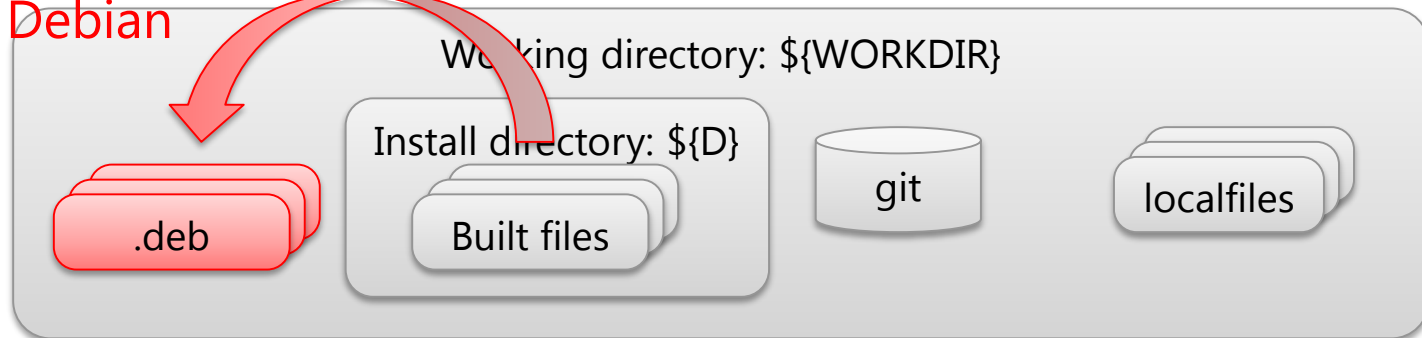 Debian
Working directory: ${WORKDIR}
Install directory: ${D}
.deb
Built files
git
localfiles